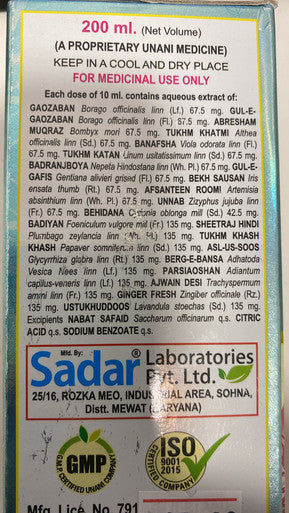 200 ml. (Net Volume)
(A PROPRIETARY UNANI MEDICINE)
KEEP IN A COOL AND DRY PLACE
FOR MEDICINAL USE ONLY
Each dose of 10 ml. contains aqueous extract of:
GAOZABAN Borago officinalis linn (Lf.) 67.5 mg. GUL-E-
GAOZABAN Borago officinalis linn (Fl.) 67.5 mg. ABRESHAM
MUQRAZ Bombyx mori 67.5 mg. TUKHM KHATMI Althea
officinalis linn (Sd.) 67.5 mg. BANAFSHA Viola odorata linn (Fl.)
67.5 mg. TUKHM KATAN Linum usitatissimum linn (Sd.) 67.5 mg.
BADRANJBOYA Nepeta Hindostana linn (Wh. Pl.) 67.5 mg. GUL-E-
GAFIS Gentiana alivieri grised (Fl.) 67.5 mg. BEKH SAUSAN Iris
ensata thumb (Rt.) 67.5 mg. AFSANTEEN ROOMI Artemisia
absinthium linn (Wh. Pl.) 67.5 mg. UNNAB Zizyphus jujuba linn
(Fr.) 67.5 mg. BEHIDANA Cydonia oblonga mill (Sd.) 42.5 mg.
BADIYAN Foeniculum vulgore mill (Fr.) 135 mg. SHEETRAJ HINDI
Plumbago zeylancia linn (Wh. Pl.) 135 mg. TUKHM KHASH
KHASH Papaver somniferum linn (Sd.) 135 mg. ASL-US-SOOS
Glycyrrhiza globra linn (Rt) 135 mg. BERG-E-BANSA Adhatoda
Vesica Nees linn (Lf.) 135 mg. PARSIAOSHAN Adiantum
capilus-veneris linn (Lf.) 135 mg. AJWAIN DESI Trachyspermum
ammi linn (Fr.) 135 mg. GINGER FRESH Zingiber officinale (Rz.)
135 mg. USTUKHUDDOOS Lavandula stoechas (Sd.) 135 mg.
Excipients NABAT SAFAID Saccharum officinarum q.s. CITRIC
ACID q.s. SODIUM BENZOATE q.s.
Mfd. By:
Sadar® Laboratories
Pvt. Ltd.
25/16, ROZKA MEO, INDUSTRIAL AREA, SOHNA,
Distt. MEWAT (HARYANA)
GMP
G.M.P. CERTIFIED UNANI COMPANY
ISO
9001
2015
CERTIFIED COMPANY
Mfg. Lice. No. 791